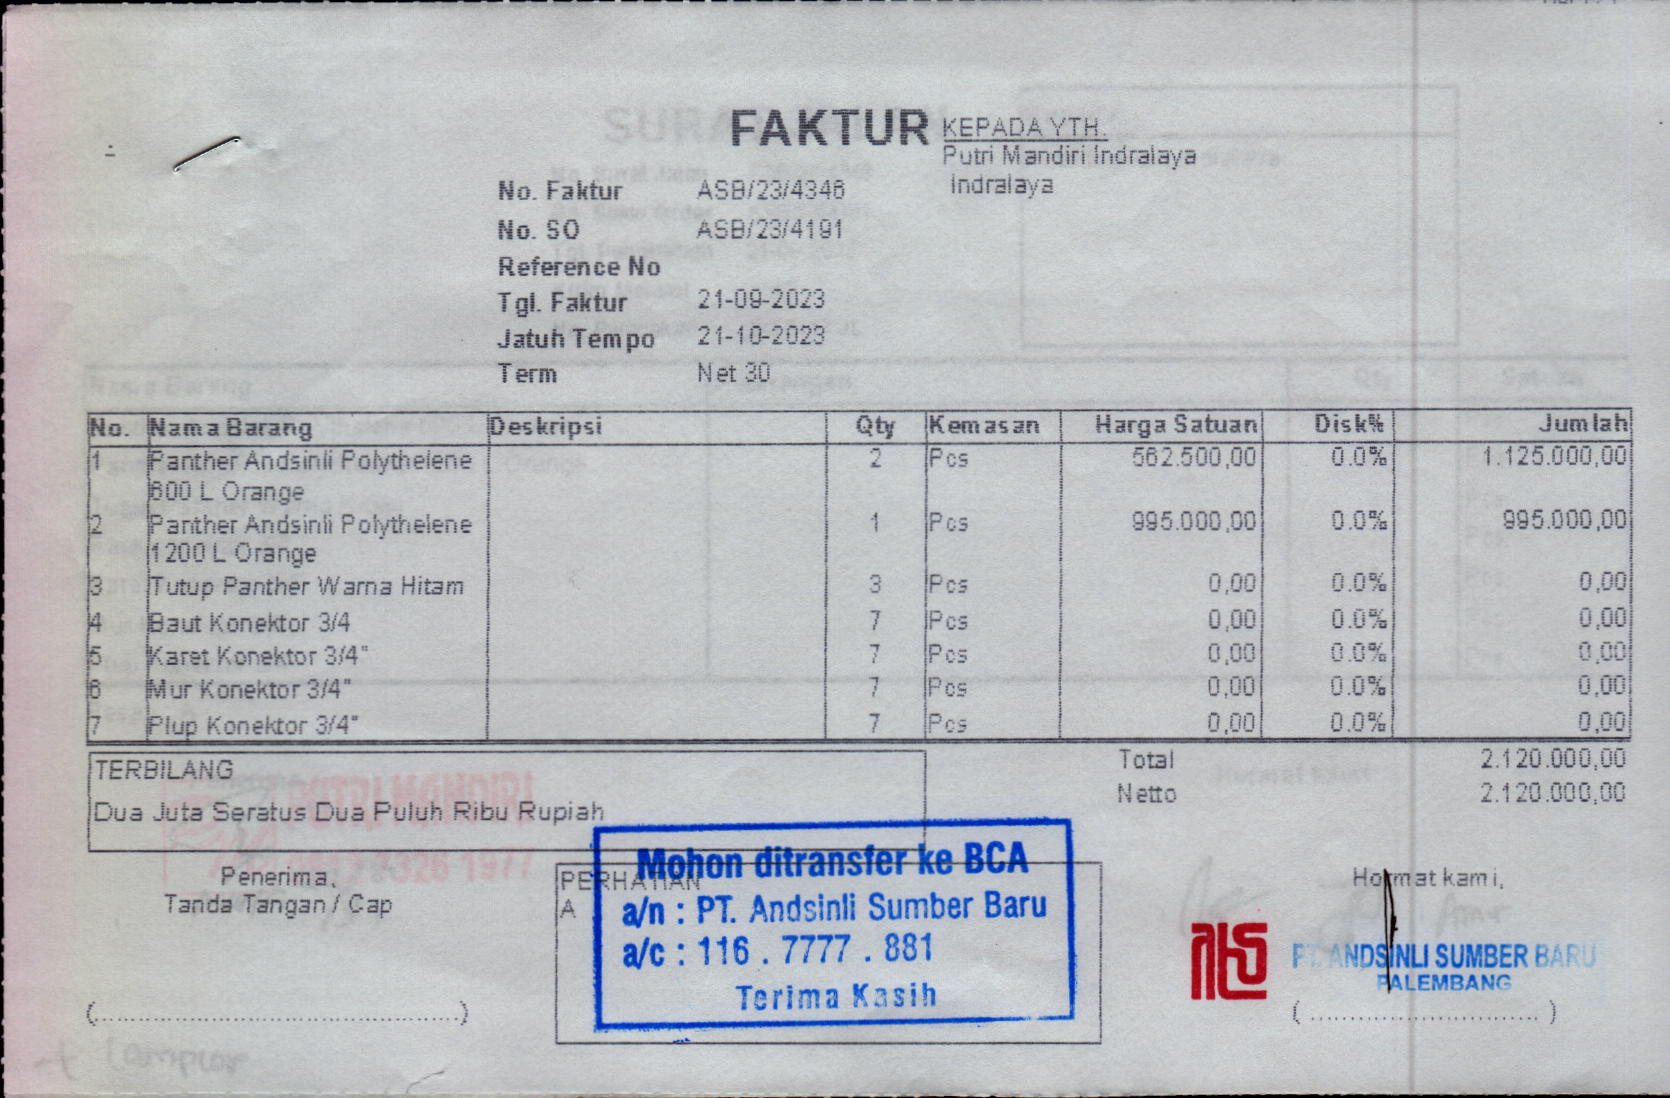 FAKTUR
KEPADA YTH.
Putri Mandiri Indralaya
Indralaya
No. Faktur ASB/23/4346
No. SO ASB/23/4191
Reference No
Tgl. Faktur 21-09-2023
Jatuh Tempo 21-10-2023
Term Net 30
No. Nama Barang Deskripsi Qty Kemasan Harga Satuan Disk% Jumlah
1 Panther Andsinli Polythelene 2 Pcs 562.500,00 0.0% 1.125.000,00
600 L Orange
2 Panther Andsinli Polythelene 1 Pcs 995.000,00 0.0% 995.000,00
1200 L Orange
3 Tutup Panther Warna Hitam 3 Pcs 0,00 0.0% 0,00
4 Baut Konektor 3/4 7 Pcs 0,00 0.0% 0,00
5 Karet Konektor 3/4" 7 Pcs 0,00 0.0% 0,00
6 Mur Konektor 3/4" 7 Pcs 0,00 0.0% 0,00
7 Plup Konektor 3/4" 7 Pcs 0,00 0.0% 0,00
TERBILANG
Dua Juta Seratus Dua Puluh Ribu Rupiah
Total 2.120.000,00
Netto 2.120.000,00
PUTRI MANDIRI
Penerima,
Tanda Tangan / Cap
(........................................)
PERHATIAN
A
Mohon ditransfer ke BCA
a/n : PT. Andsinli Sumber Baru
a/c : 116 . 7777 . 881
Terima Kasih
Hormat kami,
PT. ANDSINLI SUMBER BARU
PALEMBANG
(..............................)